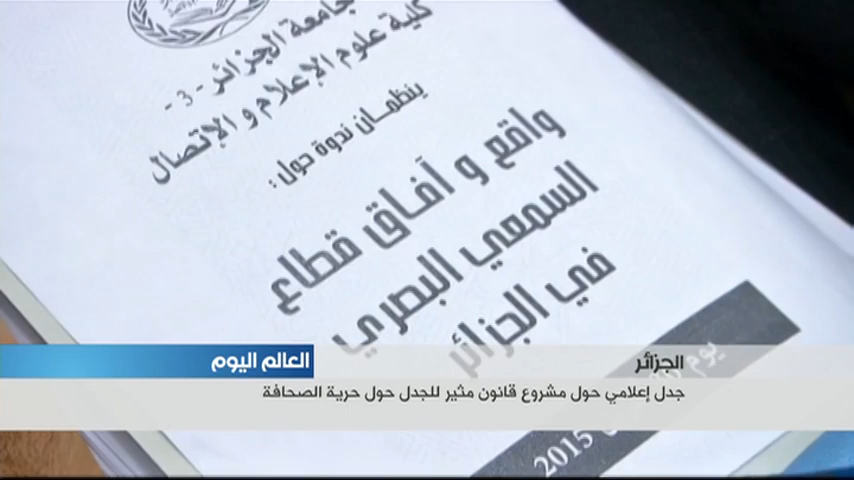 جامعة الجزائر - 3 -
كلية علوم الإعلام و الإتصال
ينظمان ندوة حول :
واقع و آفاق قطاع
السمعي البصري
في الجزائر
يوم
2015
الجزائر
العالم اليوم
جدل إعلامي حول مشروع قانون مثير للجدل حول حرية الصحافة